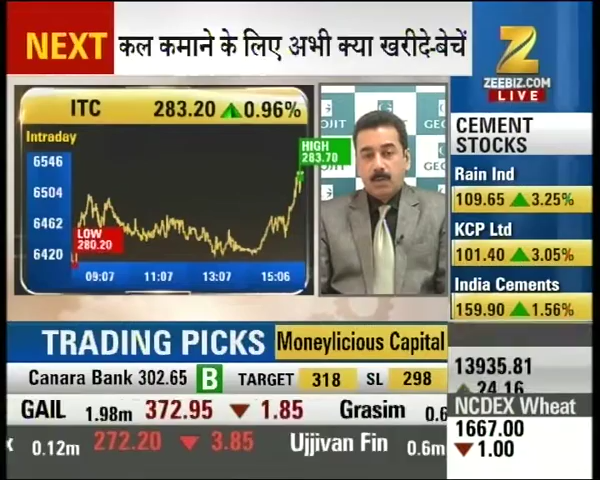 NEXT कल कमाने के लिए अभी क्या खरीदे-बेचें
ZEEBIZ.COM
LIVE
ITC 283.20 0.96%
Intraday
6546
6504
6462
6420
HIGH
283.70
LOW
280.20
09:07 11:07 13:07 15:06
CEMENT
STOCKS
Rain Ind
109.65 3.25%
KCP Ltd
101.40 3.05%
India Cements
159.90 1.56%
TRADING PICKS Moneylicious Capital
Canara Bank 302.65 B TARGET 318 SL 298
13935.81
24.16
NCDEX Wheat
1667.00
1.00
GAIL 1.98m 372.95 1.85 Grasim 0.6
0.12m 272.20 3.85 Ujjivan Fin 0.6m